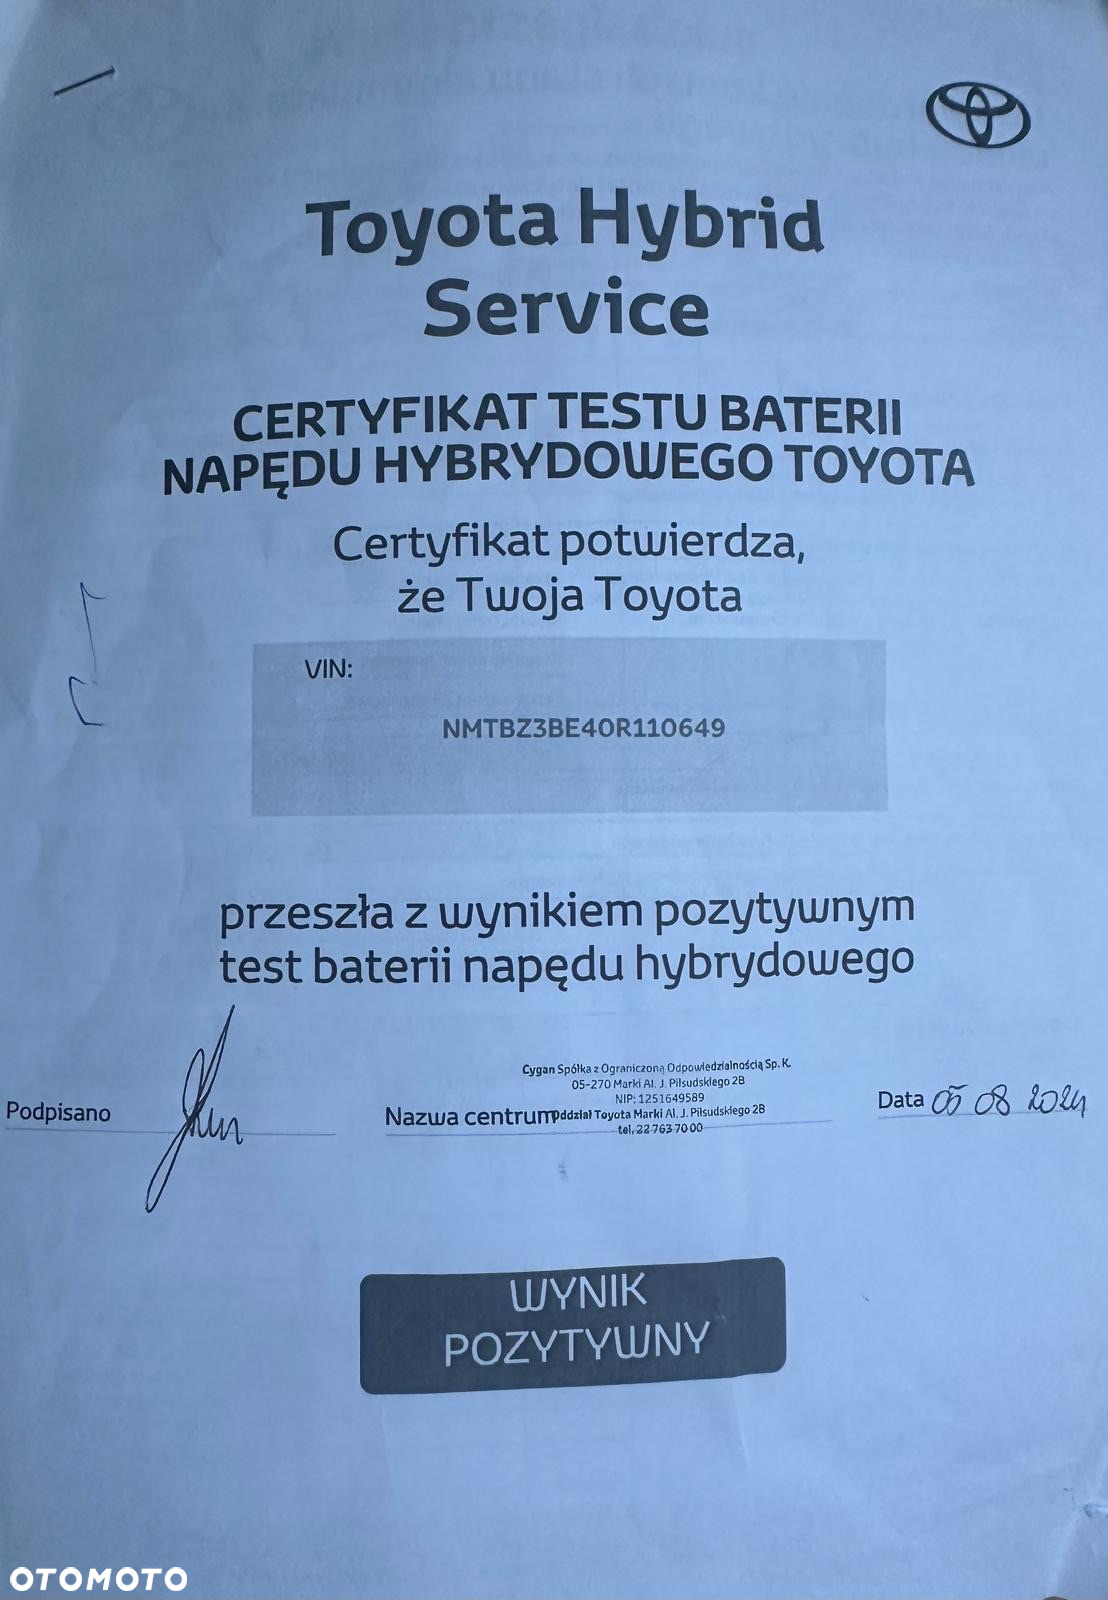 Toyota Hybrid
Service
CERTYFIKAT TESTU BATERII
NAPĘDU HYBRYDOWEGO TOYOTA
Certyfikat potwierdza,
że Twoja Toyota
VIN:
NMTBZ3BE40R110649
przeszła z wynikiem pozytywnym
test baterii napędu hybrydowego
Podpisano
Cygan Spółka z Ograniczoną Odpowiedzialnością Sp. K.
05-270 Marki Al. J. Piłsudskiego 2B
NIP: 1251649589
Nazwa centrum Oddział Toyota Marki Al. J. Piłsudskiego 2B
tel. 22 763 70 00
Data 05 08 2024
WYNIK
POZYTYWNY
OTOMOTO